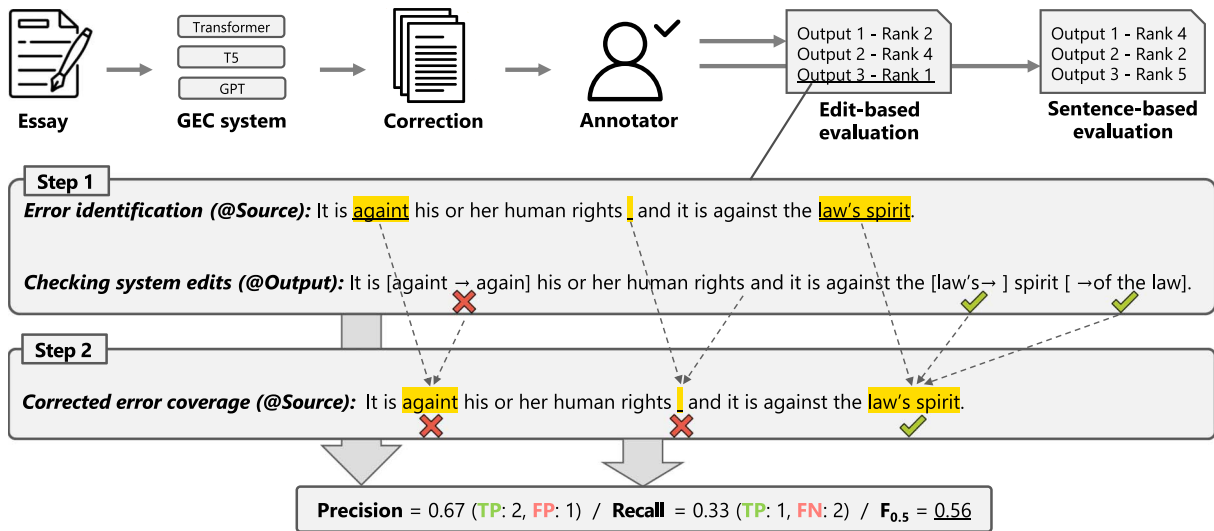 Transformer
T5
GPT
Essay
GEC system
Correction
Annotator
Output 1 - Rank 2
Output 2 - Rank 4
Output 3 - Rank 1
Edit-based
evaluation
Output 1 - Rank 4
Output 2 - Rank 2
Output 3 - Rank 5
Sentence-based
evaluation
Step 1
Error identification (@Source): It is againt his or her human rights _ and it is against the law's spirit.
Checking system edits (@Output): It is [againt → again] his or her human rights and it is against the [law's→ ] spirit [ →of the law].
Step 2
Corrected error coverage (@Source): It is againt his or her human rights _ and it is against the law's spirit.
Precision = 0.67 (TP: 2, FP: 1) / Recall = 0.33 (TP: 1, FN: 2) / F0.5 = 0.56